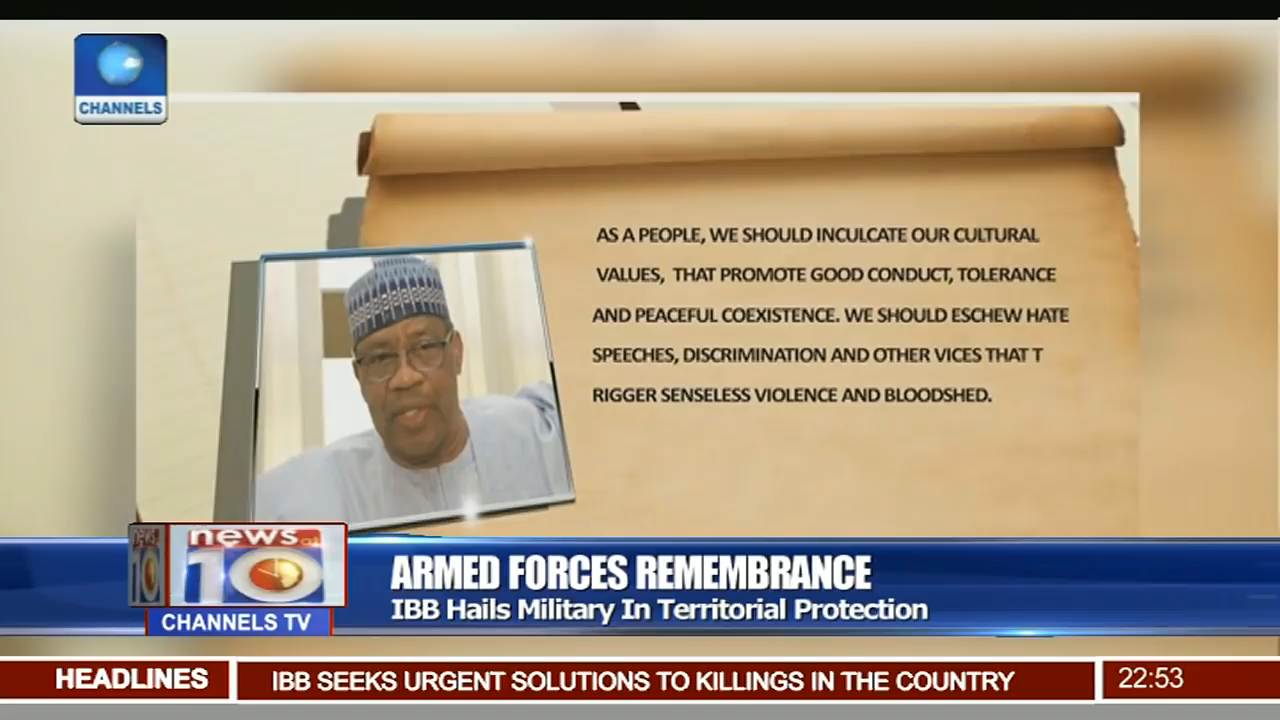 CHANNELS
AS A PEOPLE, WE SHOULD INCULCATE OUR CULTURAL
VALUES, THAT PROMOTE GOOD CONDUCT, TOLERANCE
AND PEACEFUL COEXISTENCE. WE SHOULD ESCHEW HATE
SPEECHES, DISCRIMINATION AND OTHER VICES THAT T
RIGGER SENSELESS VIOLENCE AND BLOODSHED.
news at
10
CHANNELS TV
ARMED FORCES REMEMBRANCE
IBB Hails Military In Territorial Protection
HEADLINES
IBB SEEKS URGENT SOLUTIONS TO KILLINGS IN THE COUNTRY
22:53